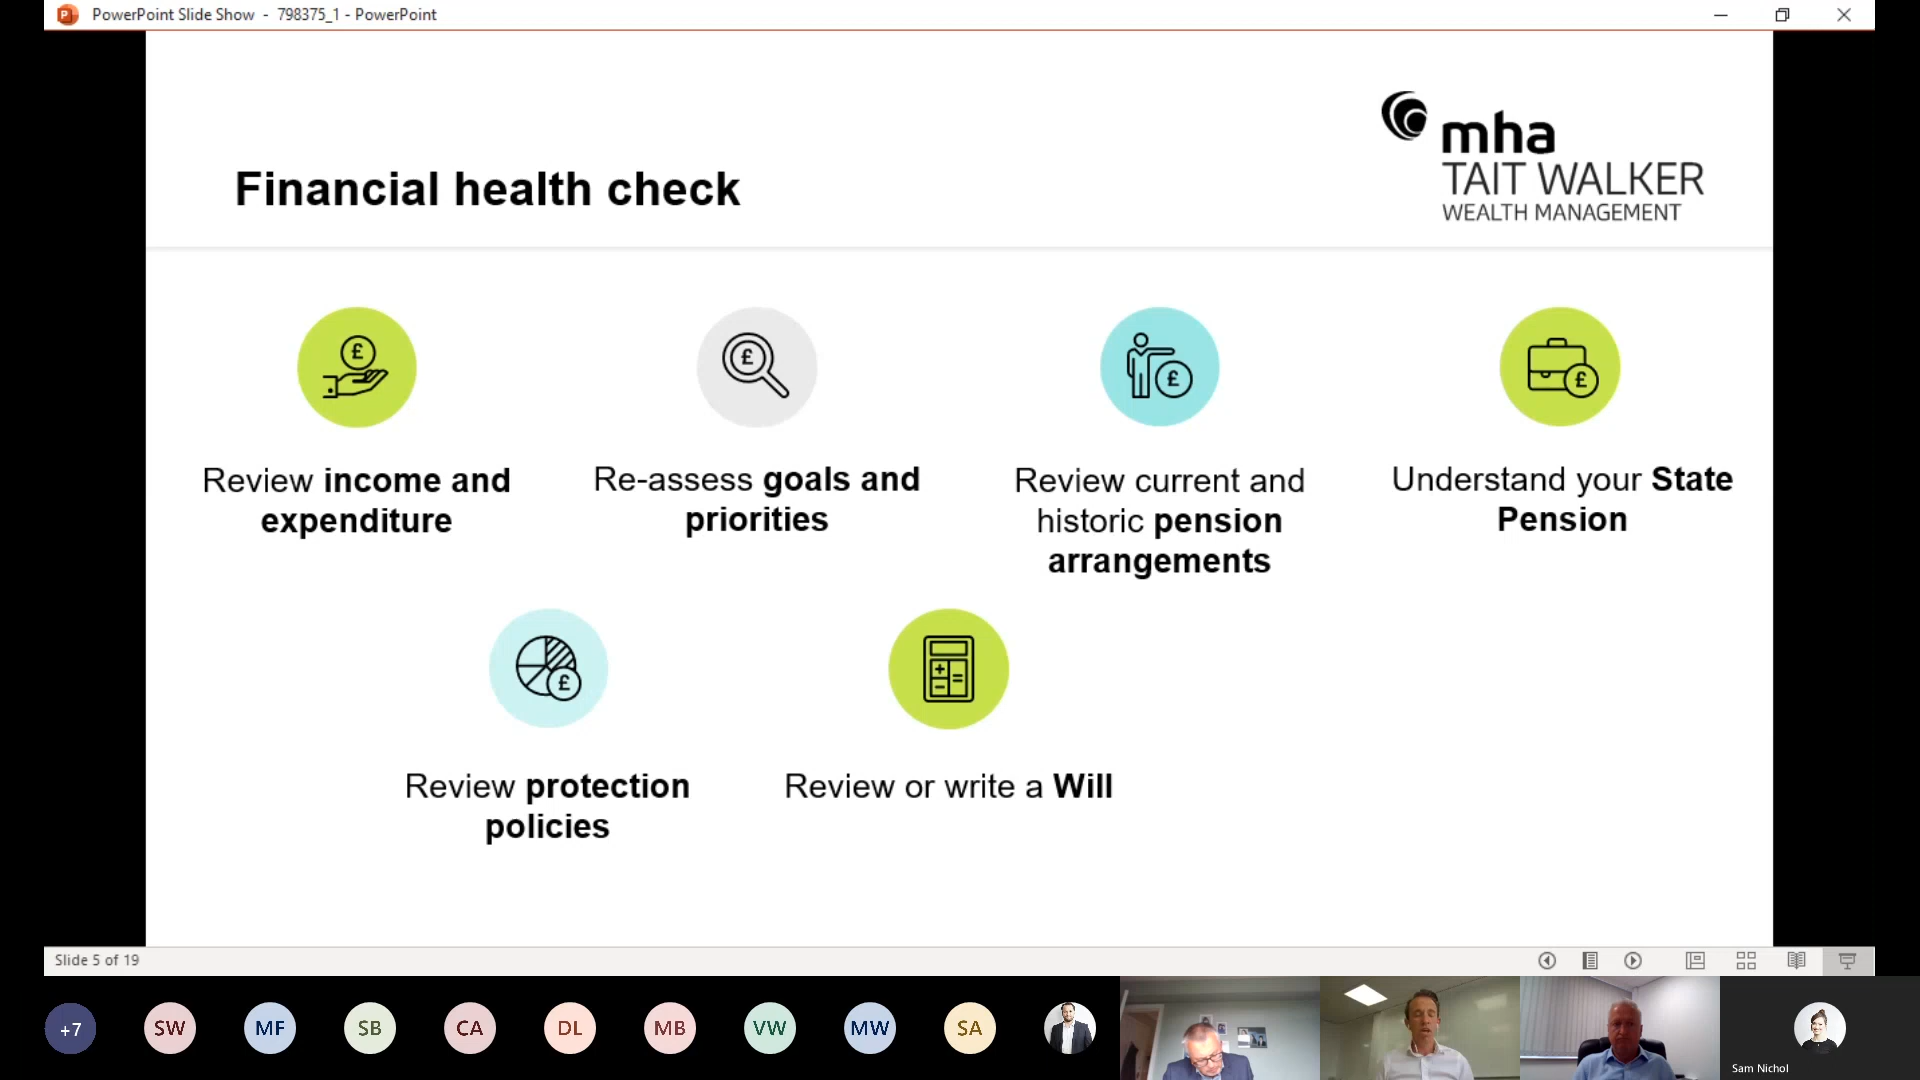 PowerPoint Slide Show - 798375_1 - PowerPoint
mha
TAIT WALKER
WEALTH MANAGEMENT
Financial health check
Review income and
expenditure
Re-assess goals and
priorities
Review current and
historic pension
arrangements
Understand your State
Pension
Review protection
policies
Review or write a Will
Slide 5 of 19
+7
SW
MF
SB
CA
DL
MB
VW
MW
SA
Sam Nichol